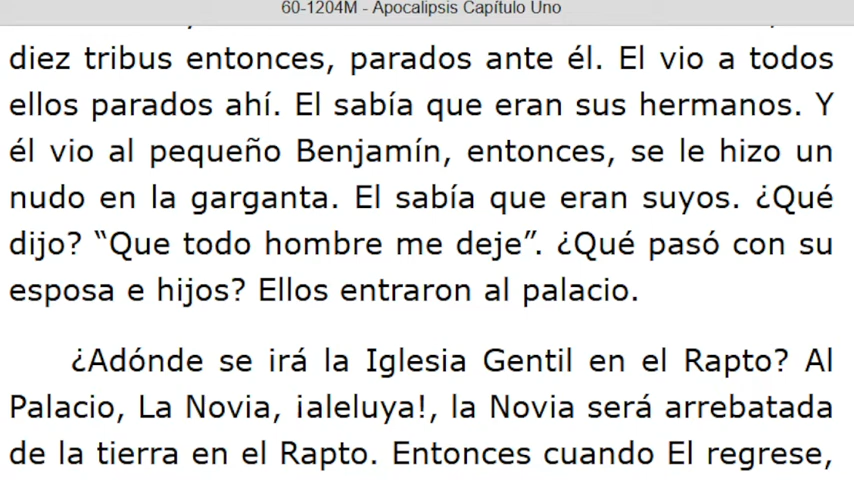 60-1204M - Apocalipsis Capítulo Uno
diez tribus entonces, parados ante él. El vio a todos
ellos parados ahí. El sabía que eran sus hermanos. Y
él vio al pequeño Benjamín, entonces, se le hizo un
nudo en la garganta. El sabía que eran suyos. ¿Qué
dijo? “Que todo hombre me deje”. ¿Qué pasó con su
esposa e hijos? Ellos entraron al palacio.
¿Adónde se irá la Iglesia Gentil en el Rapto? Al
Palacio, La Novia, ¡aleluya!, la Novia será arrebatada
de la tierra en el Rapto. Entonces cuando El regrese,